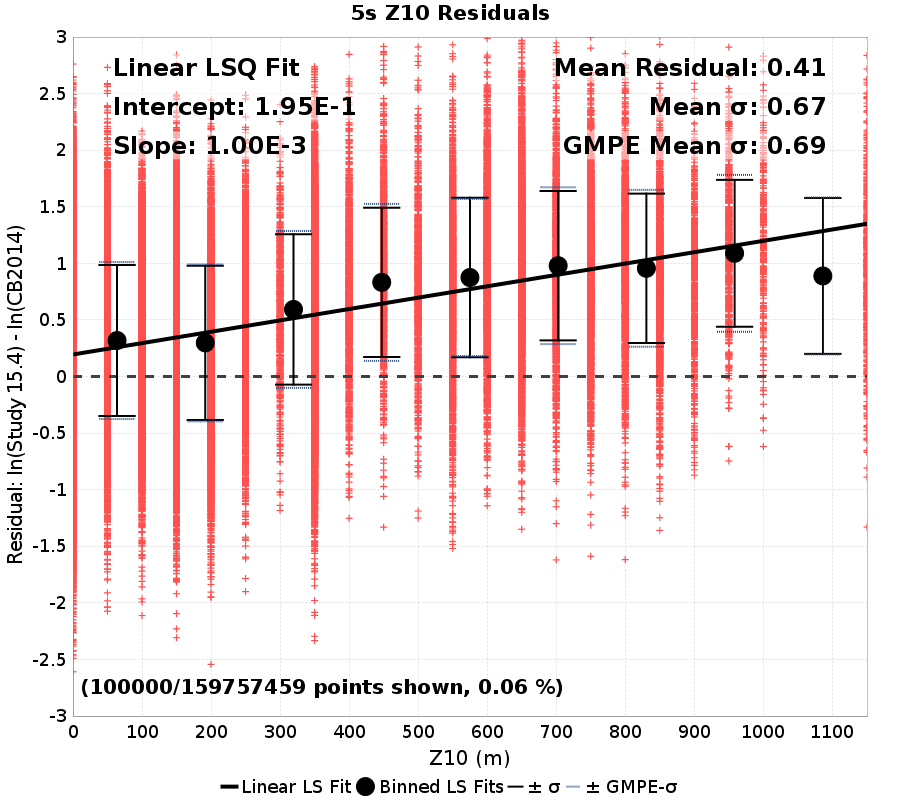 5s Z10 Residuals
Linear LSQ Fit
Intercept: 1.95E-1
Slope: 1.00E-3
Mean Residual: 0.41
Mean σ: 0.67
GMPE Mean σ: 0.69
3
2.5
2
1.5
1
0.5
0
-0.5
-1
-1.5
-2
-2.5
-3
Residual: ln(Study 15.4) - ln(CB2014)
(100000/159757459 points shown, 0.06 %)
0 100 200 300 400 500 600 700 800 900 1000 1100
Z10 (m)
Linear LS Fit Binned LS Fits ± σ ± GMPE-σ